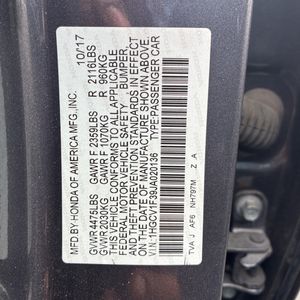 MFD BY HONDA OF AMERICA MFG.,INC. 10/17
GVWR 4475LBS GAWR F 2359LBS R 2116LBS
GVWR 2030KG GAWR F 1070KG R 960KG
THIS VEHICLE CONFORMS TO ALL APPLICABLE
FEDERAL MOTOR VEHICLE SAFETY, BUMPER,
AND THEFT PREVENTION STANDARDS IN EFFECT
ON THE DATE OF MANUFACTURE SHOWN ABOVE.
V.I.N: 1HGCV1F39JA020136 TYPE:PASSENGER CAR
TVA J AF6 NH797M Z A